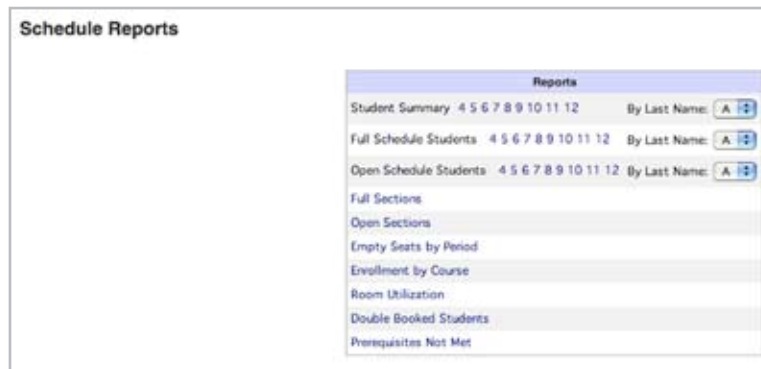 Schedule Reports
Reports
Student Summary 4 5 6 7 8 9 10 11 12 By Last Name: A
Full Schedule Students 4 5 6 7 8 9 10 11 12 By Last Name: A
Open Schedule Students 4 5 6 7 8 9 10 11 12 By Last Name: A
Full Sections
Open Sections
Empty Seats by Period
Enrollment by Course
Room Utilization
Double Booked Students
Prerequisites Not Met